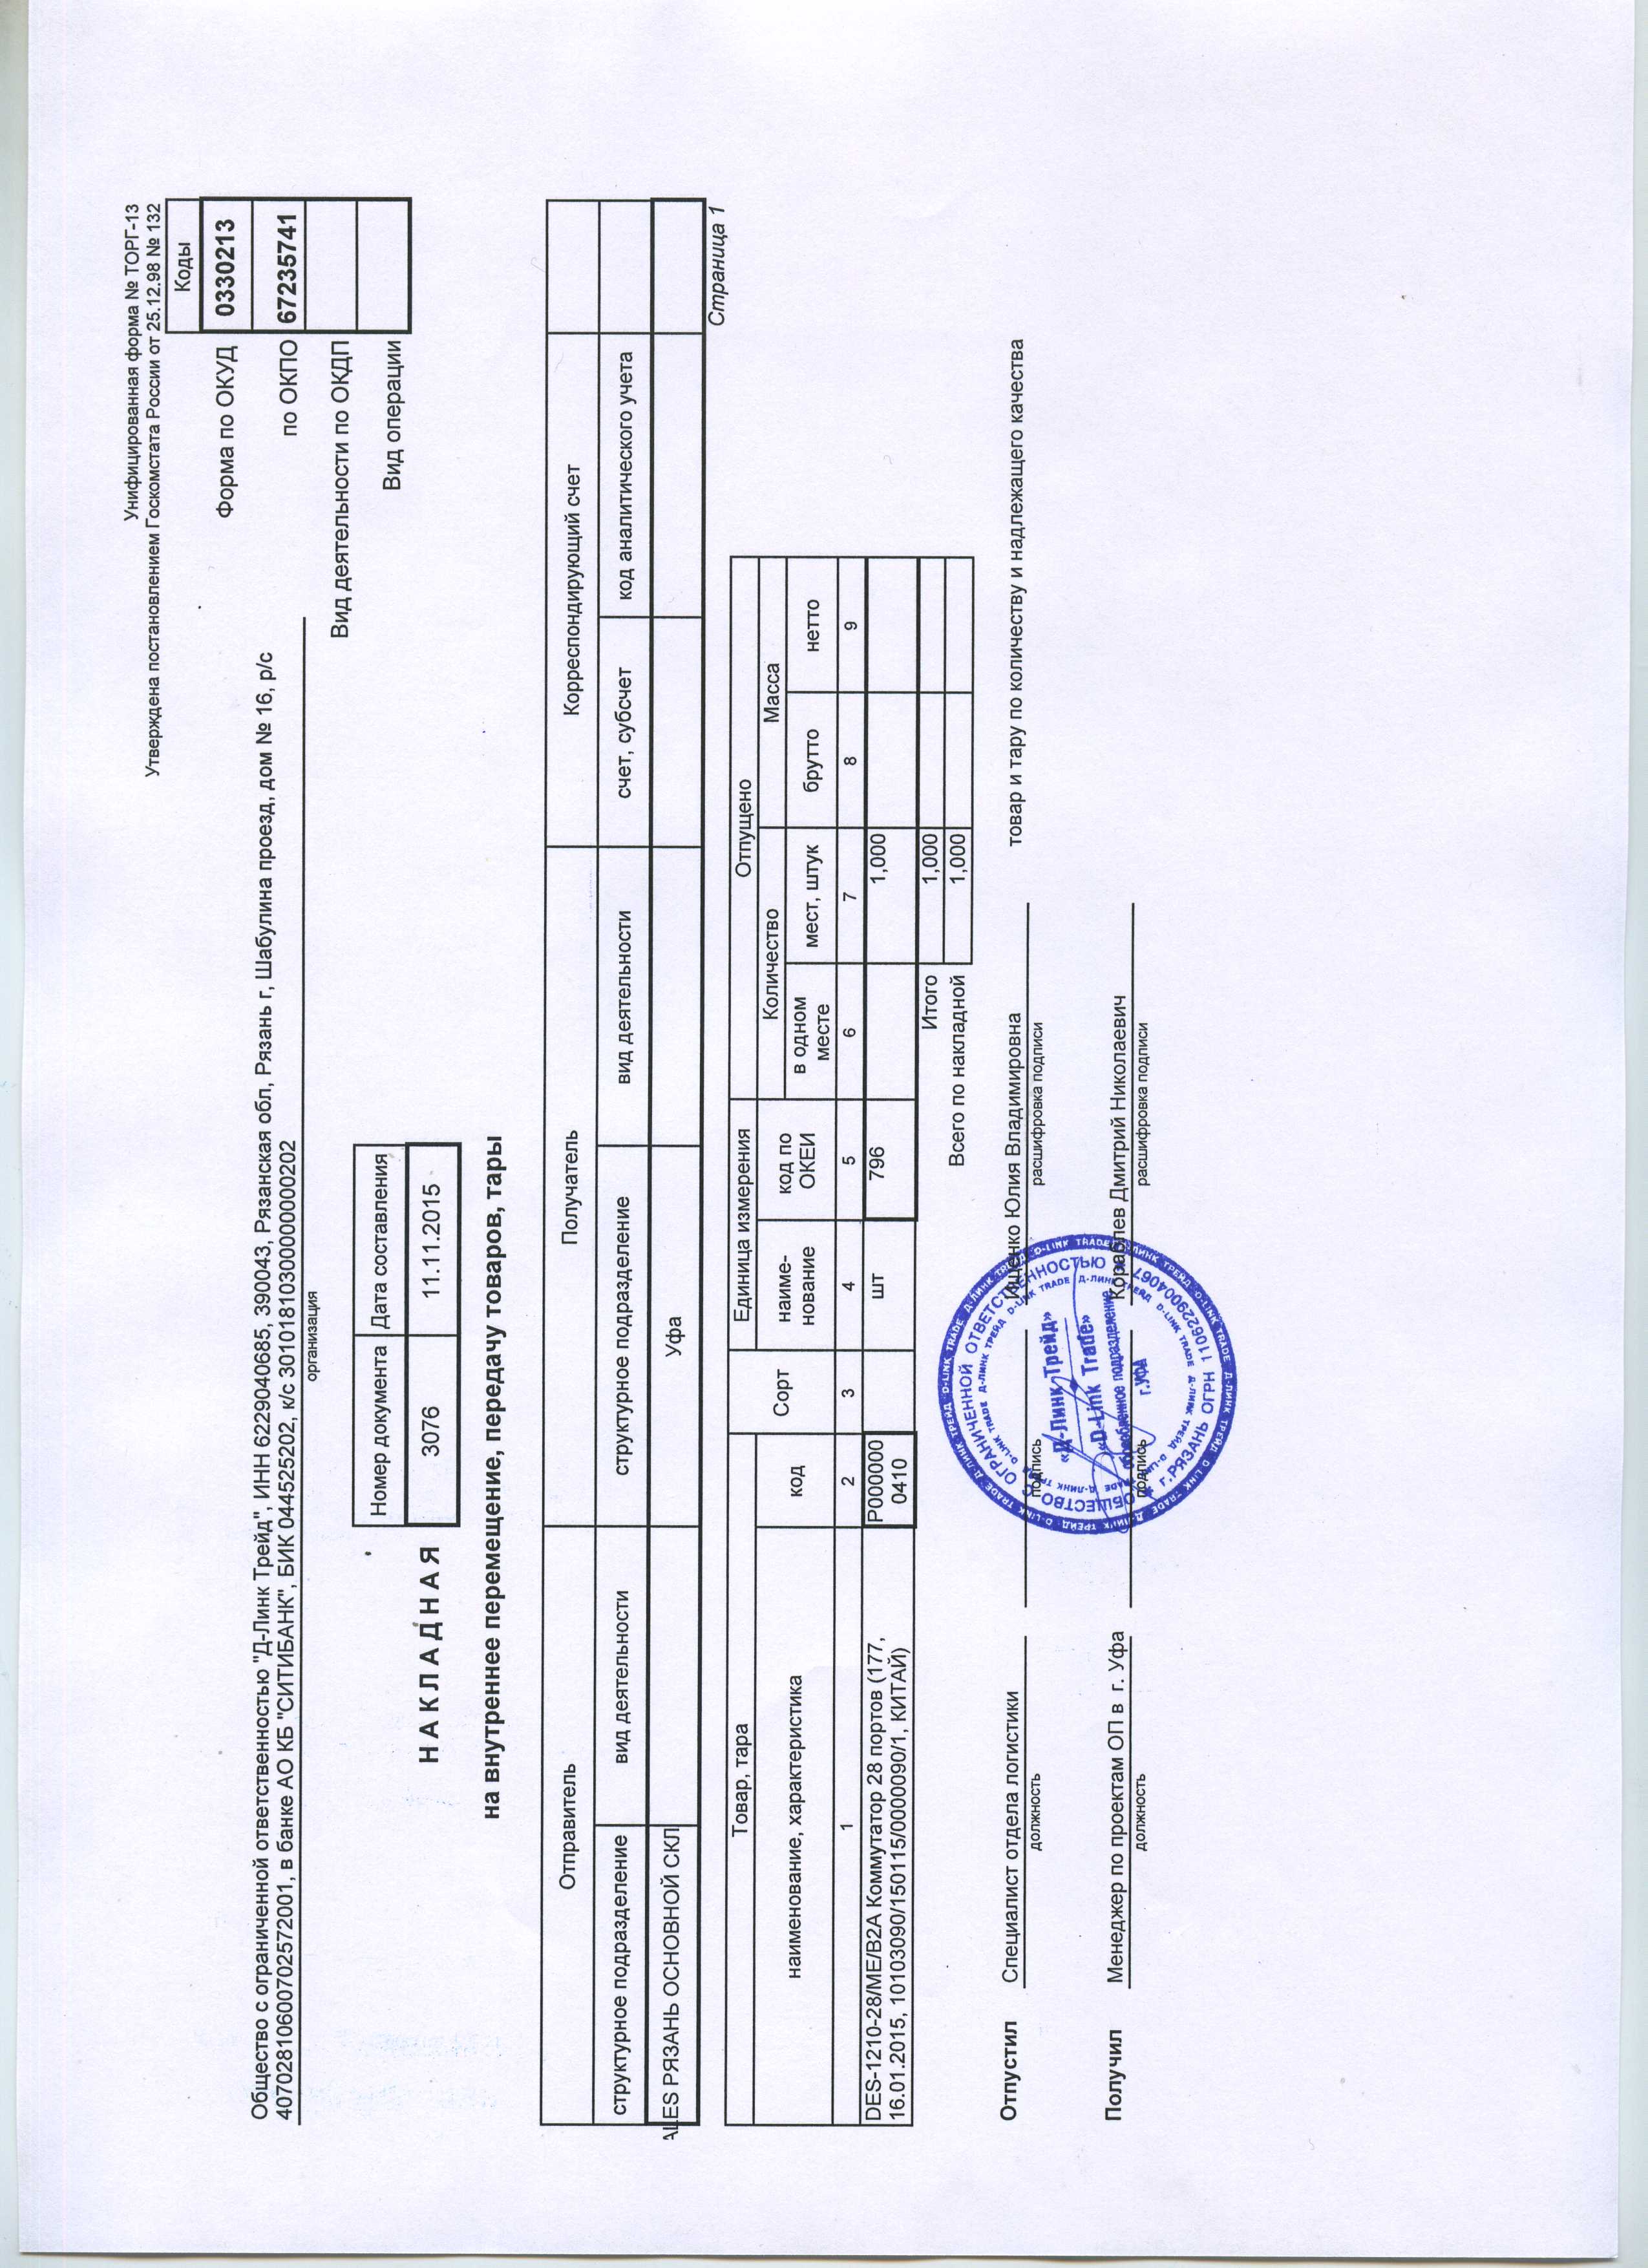 Унифицированная форма № ТОРГ-13
Утверждена постановлением Госкомстата России от 25.12.98 № 132
Коды
Форма по ОКУД 0330213
по ОКПО 67235741
Вид деятельности по ОКДП
Вид операции
Общество с ограниченной ответственностью "Д-Линк Трейд", ИНН 6229040685, 390043, Рязанская обл, Рязань г, Шабулина проезд, дом № 16, р/с
40702810600702572001, в банке АО КБ "СИТИБАНК", БИК 044525202, к/с 30101810300000000202
организация
Номер документа Дата составления
НАКЛАДНАЯ 3076 11.11.2015
на внутреннее перемещение, передачу товаров, тары
Отправитель Получатель Корреспондирующий счет
структурное подразделение вид деятельности структурное подразделение вид деятельности счет, субсчет код аналитического учета
ALES РЯЗАНЬ ОСНОВНОЙ СКЛ Уфа
Страница 1
Товар, тара Сорт Единица измерения Отпущено
наименование, характеристика код наиме-
нование код по
ОКЕИ Количество Масса
в одном
месте мест, штук брутто нетто
1 2 3 4 5 6 7 8 9
DES-1210-28/ME/B2A Коммутатор 28 портов (177, P000000 шт 796 1,000
16.01.2015, 10103090/150115/0000090/1, КИТАЙ) 0410
Итого 1,000
Всего по накладной 1,000
Отпустил Специалист отдела логистики Ищенко Юлия Владимировна товар и тару по количеству и надлежащего качества
должность подпись расшифровка подписи
Получил Менеджер по проектам ОП в г. Уфа Кораблев Дмитрий Николаевич
должность подпись расшифровка подписи
Д-ЛИНК ТРЕЙД D-LINK TRADE
ОБЩЕСТВО С ОГРАНИЧЕННОЙ ОТВЕТСТВЕННОСТЬЮ
«Д-Линк Трейд»
«D-Link Trade»
обособленное подразделение
г.УФА
г.РЯЗАНЬ ОГРН 1106229004067